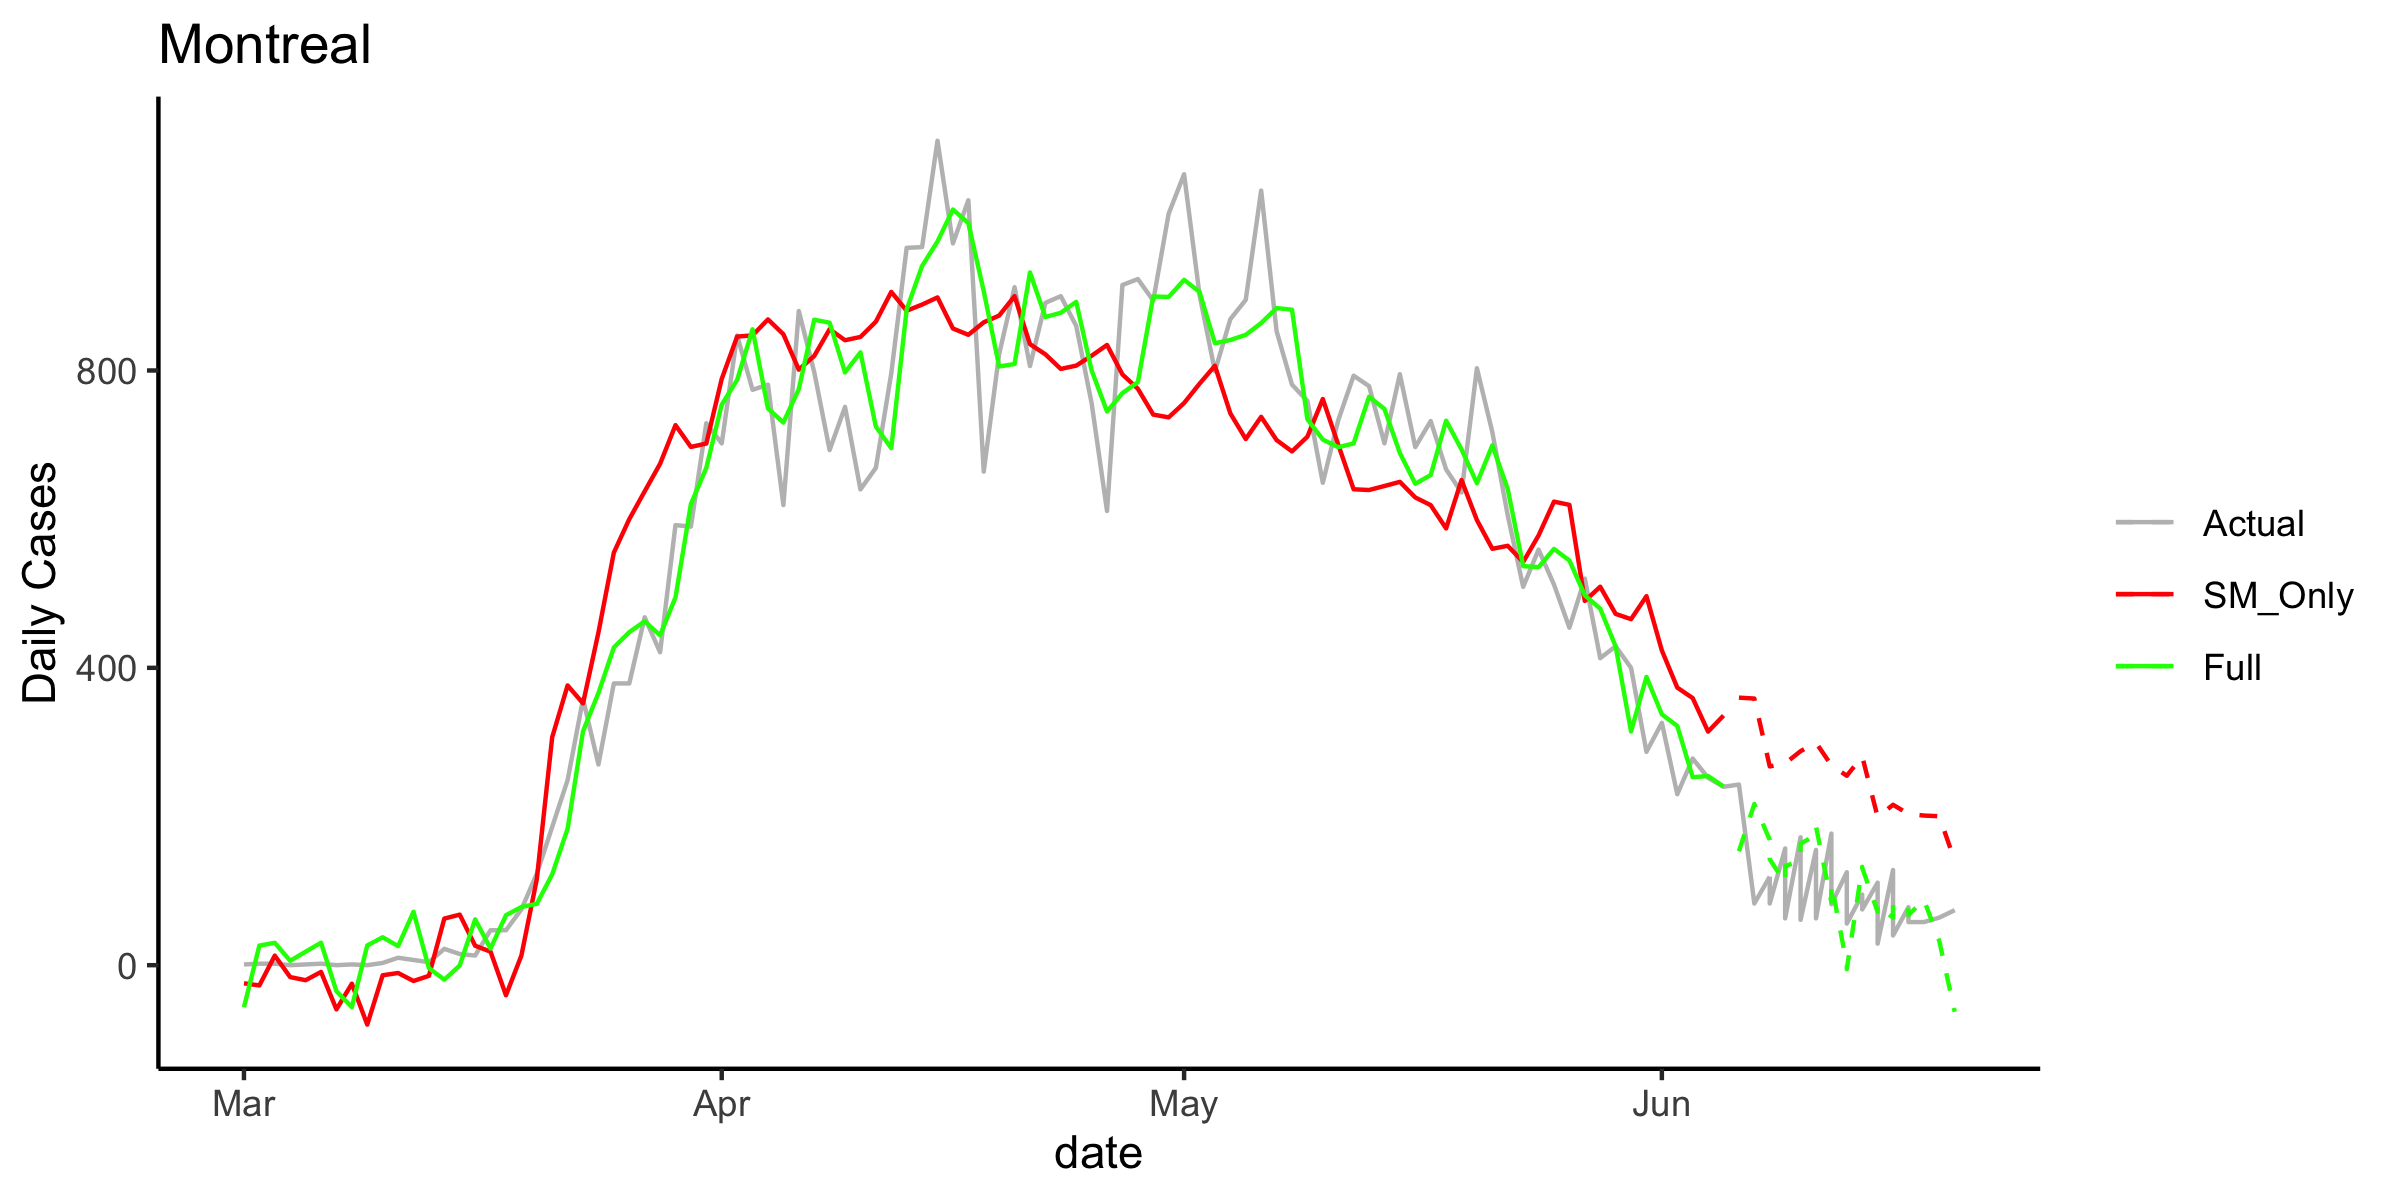 Montreal
Daily Cases
800
400
0
Mar
Apr
May
Jun
date
Actual
SM_Only
Full